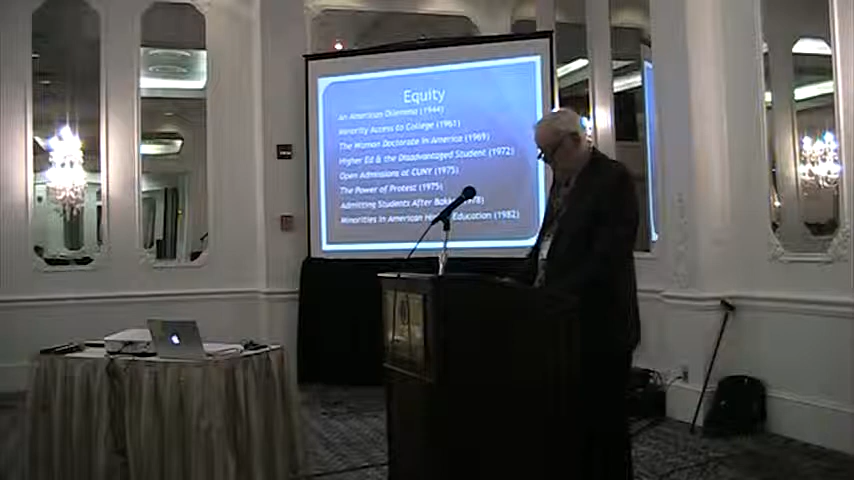 Equity
An American Dilemma (1944)
Minority Access to College (1961)
The Woman Doctorate in America (1969)
Higher Ed & the Disadvantaged Student (1972)
Open Admissions at CUNY (1975)
The Power of Protest (1975)
Admitting Students After
Minorities in American Education (1982)